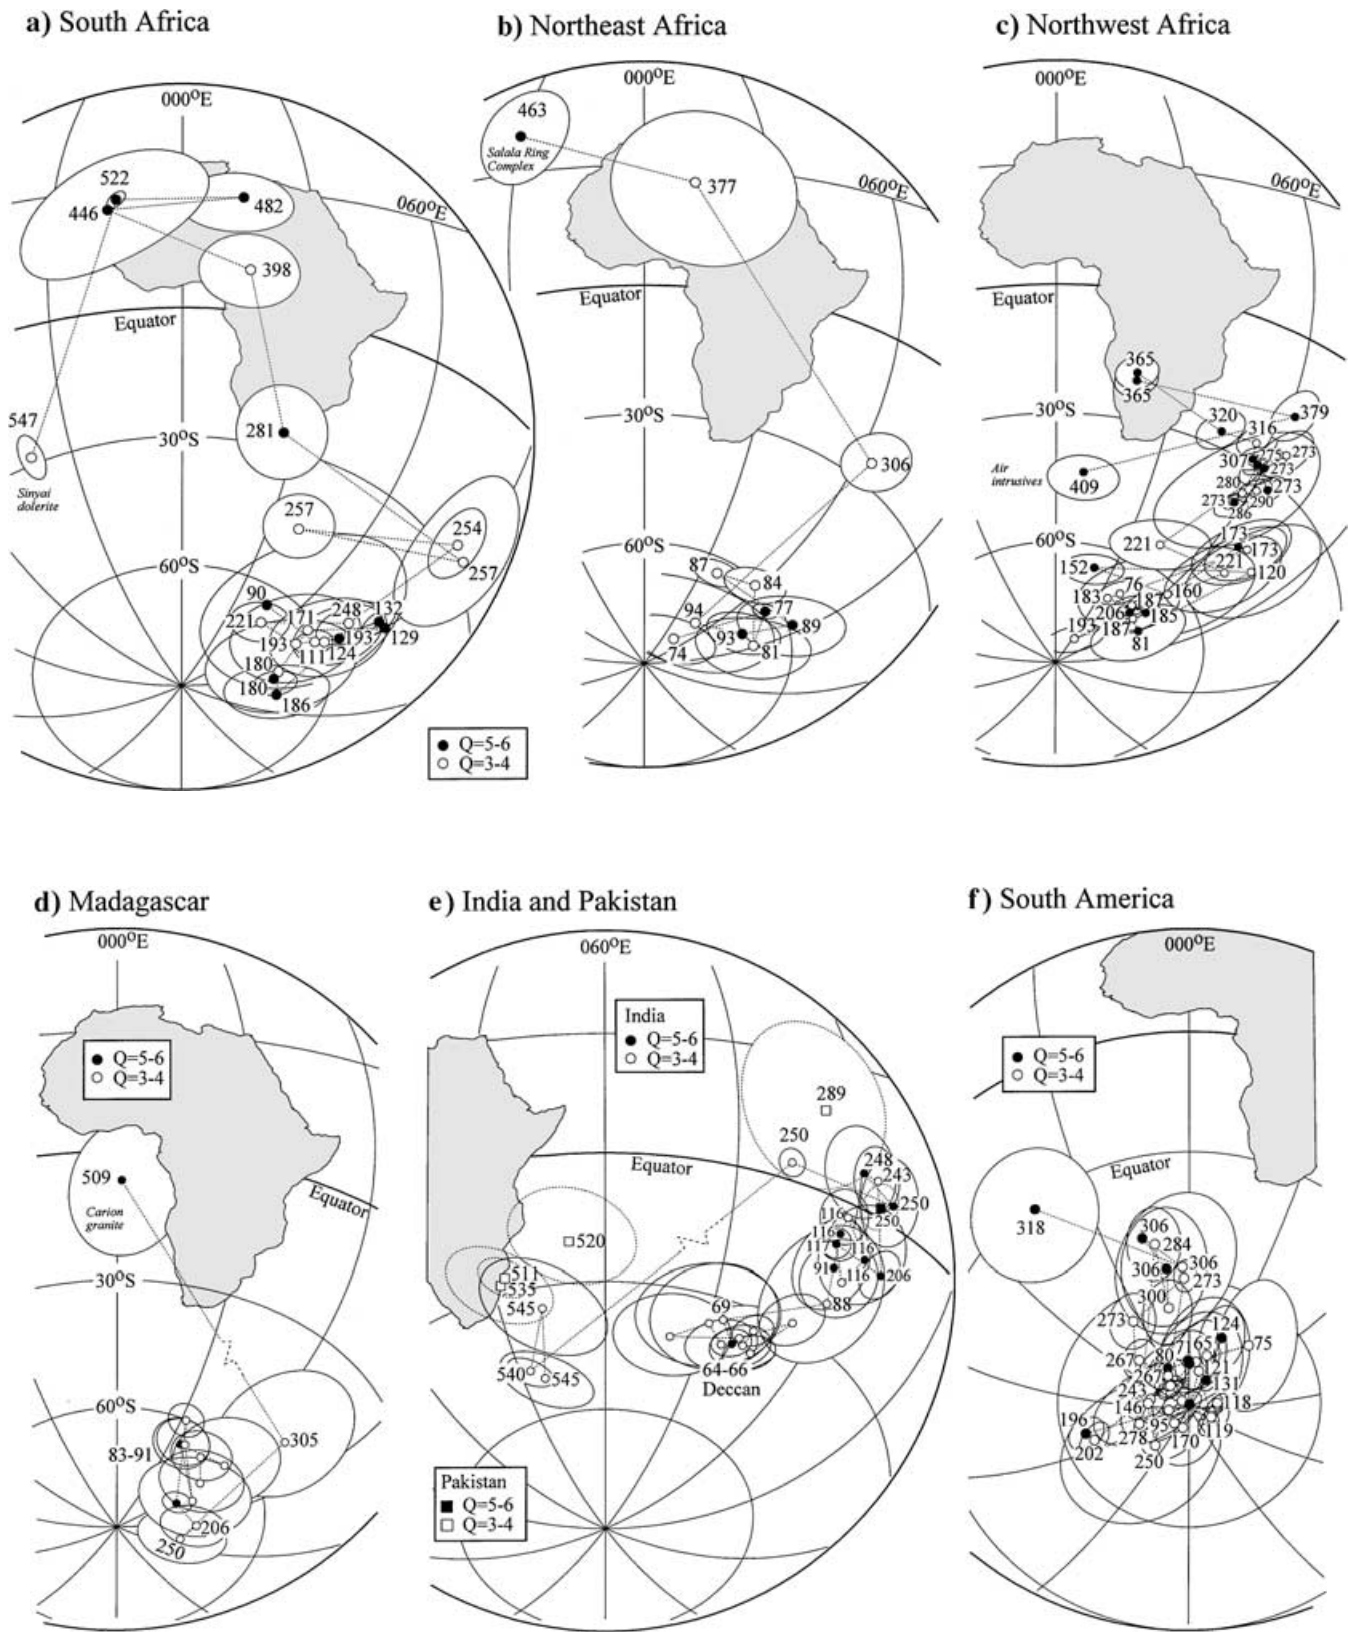 a) South Africa
000°E
522
446
482
060°E
398
Equator
547
281
30°S
Sinyai
dolerite
257
254
257
60°S
90
221
171
248
132
193
193
129
111
124
180
180
186
Q=5-6
Q=3-4
b) Northeast Africa
000°E
463
Salala Ring
Complex
377
060°E
Equator
30°S
306
60°S
87
84
77
94
93
89
74
81
c) Northwest Africa
000°E
060°E
Equator
365
365
30°S
379
320
316
307
275
273
273
Air
intrusives
409
280
273
273
290
286
60°S
221
173
173
221
152
120
76
183
160
187
206
185
193
187
81
d) Madagascar
000°E
Q=5-6
Q=3-4
509
Carion
granite
Equator
30°S
60°S
83-91
305
206
250
e) India and Pakistan
060°E
India
Q=5-6
Q=3-4
289
250
Equator
248
243
250
250
116
116
117
116
520
91
116
206
511
535
545
69
88
540
545
64-66
Deccan
Pakistan
Q=5-6
Q=3-4
f) South America
000°E
Q=5-6
Q=3-4
Equator
318
306
284
306
306
273
300
273
124
75
71
65
80
267
267
121
131
243
146
118
196
95
119
278
170
202
250